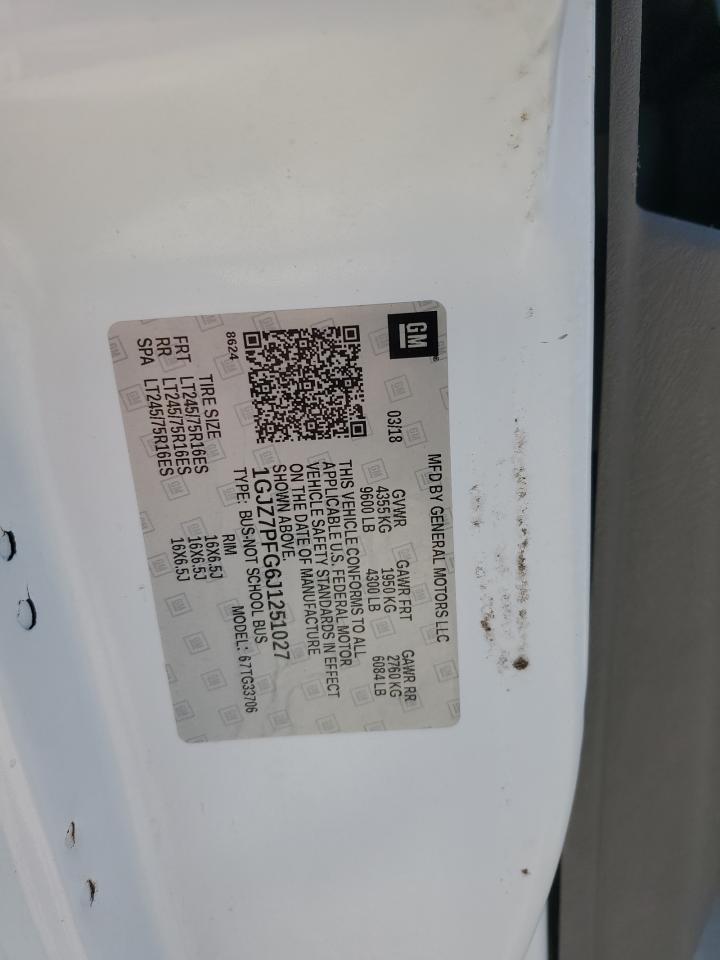 GM
MFD BY GENERAL MOTORS LLC
03/18 GVWR GAWR FRT GAWR RR
4355 KG 1950 KG 2760 KG
9600 LB 4300 LB 6084 LB
THIS VEHICLE CONFORMS TO ALL
APPLICABLE U.S. FEDERAL MOTOR
VEHICLE SAFETY STANDARDS IN EFFECT
ON THE DATE OF MANUFACTURE
SHOWN ABOVE.
1GJZ7PFG6J1251027
TYPE: BUS-NOT SCHOOL BUS MODEL: 67TG33706
8624
TIRE SIZE RIM
FRT LT245/75R16ES 16X6.5J
RR LT245/75R16ES 16X6.5J
SPA LT245/75R16ES 16X6.5J